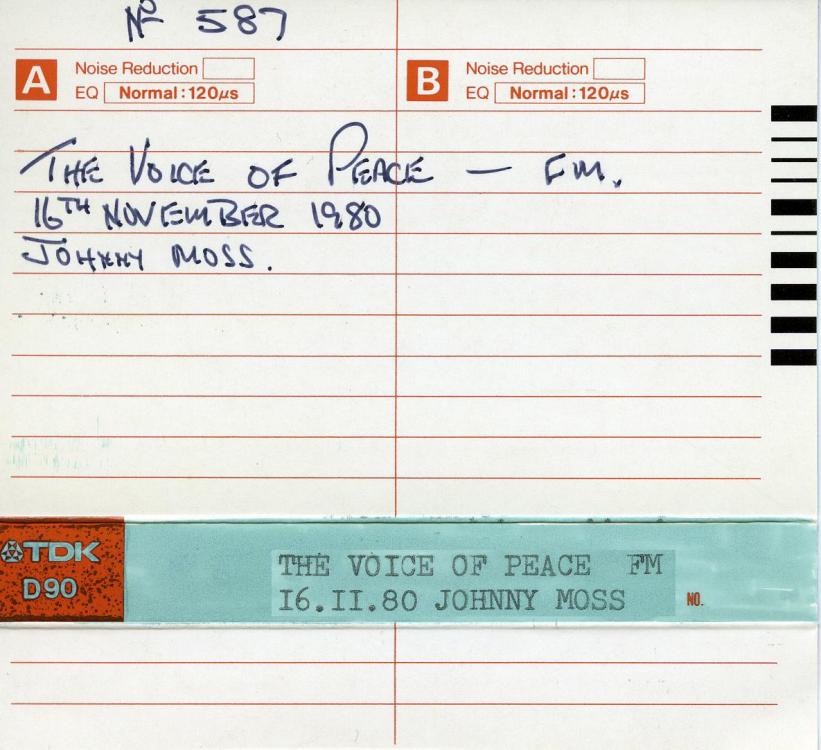 Nº 587
A Noise Reduction B Noise Reduction
EQ Normal:120µs EQ Normal:120µs
THE VOICE OF PEACE — FM.
16TH NOVEMBER 1980
JOHNNY MOSS.
TDK
D90
THE VOICE OF PEACE FM
I6.II.80 JOHNNY MOSS NO.